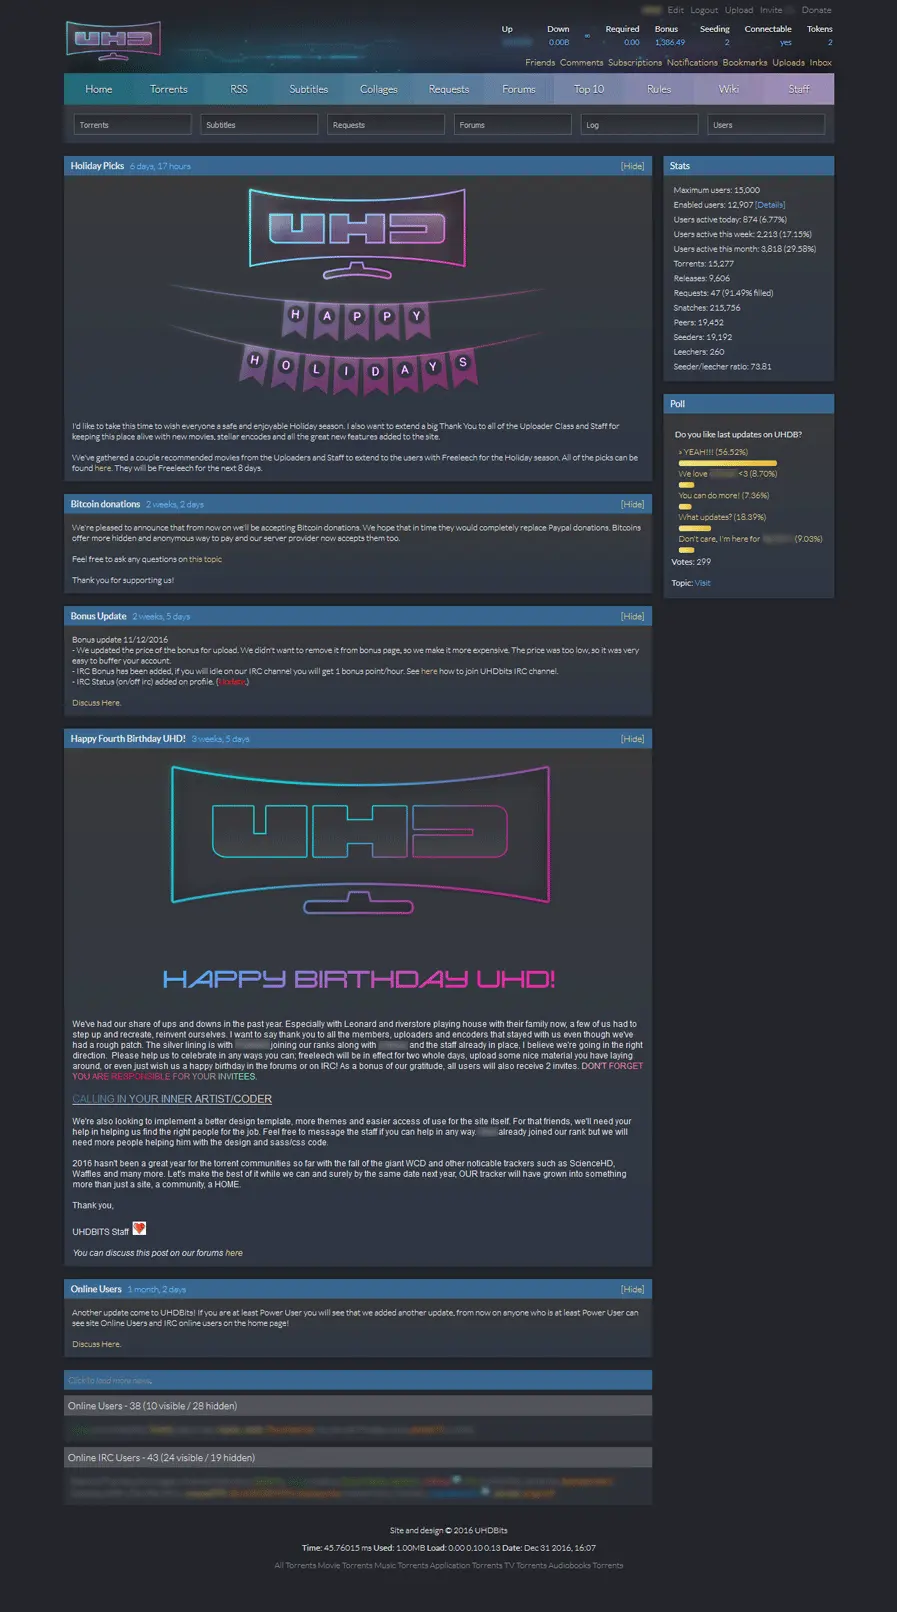 Edit Logout Upload Invite Donate
Up Down Required Bonus Seeding Connectable Tokens
0.00B ∞ 0.00 1,386.49 2 yes 2
Friends Comments Subscriptions Notifications Bookmarks Uploads Inbox
UHD
Home Torrents RSS Subtitles Collages Requests Forums Top 10 Rules Wiki Staff
Torrents Subtitles Requests Forums Log Users
Holiday Picks 6 days, 17 hours [Hide]
UHD
HAPPY
HOLIDAYS
I'd like to take this time to wish everyone a safe and enjoyable Holiday season. I also want to extend a big Thank You to all of the Uploader Class and Staff for
keeping this place alive with new movies, stellar encodes and all the great new features added to the site.
We've gathered a couple recommended movies from the Uploaders and Staff to extend to the users with Freeleech for the Holiday season. All of the picks can be
found here. They will be Freeleech for the next 8 days.
Bitcoin donations 2 weeks, 2 days [Hide]
We're pleased to announce that from now on we'll be accepting Bitcoin donations. We hope that in time they would completely replace Paypal donations. Bitcoins
offer more hidden and anonymous way to pay and our server provider now accepts them too.
Feel free to ask any questions on this topic
Thank you for supporting us!
Bonus Update 2 weeks, 5 days [Hide]
Bonus update 11/12/2016
- We updated the price of the bonus for upload. We didn't want to remove it from bonus page, so we make it more expensive. The price was too low, so it was very
easy to buffer your account.
- IRC Bonus has been added, if you will idle on our IRC channel you will get 1 bonus point/hour. See here how to join UHDbits IRC channel.
- IRC Status (on/off irc) added on profile. (Update.)
Discuss Here.
Happy Fourth Birthday UHD! 3 weeks, 5 days [Hide]
UHD
HAPPY BIRTHDAY UHD!
We've had our share of ups and downs in the past year. Especially with Leonard and riverstore playing house with their family now, a few of us had to
step up and recreate, reinvent ourselves. I want to say thank you to all the members, uploaders and encoders that stayed with us even though we've
had a rough patch. The silver lining is with joining our ranks along with and the staff already in place, I believe we're going in the right
direction. Please help us to celebrate in any ways you can; freeleech will be in effect for two whole days, upload some nice material you have laying
around, or even just wish us a happy birthday in the forums or on IRC! As a bonus of our gratitude, all users will also receive 2 invites. DON'T FORGET
YOU ARE RESPONSIBLE FOR YOUR INVITEES.
CALLING IN YOUR INNER ARTIST/CODER
We're also looking to implement a better design template, more themes and easier access of use for the site itself. For that friends, we'll need your
help in helping us find the right people for the job. Feel free to message the staff if you can help in any way. already joined our rank but we will
need more people helping him with the design and sass/css code.
2016 hasn't been a great year for the torrent communities so far with the fall of the giant WCD and other noticable trackers such as ScienceHD,
Waffles and many more. Let's make the best of it while we can and surely by the same date next year, OUR tracker will have grown into something
more than just a site, a community, a HOME.
Thank you,
UHDBITS Staff
You can discuss this post on our forums here
Online Users 1 month, 2 days [Hide]
Another update come to UHDBits! If you are at least Power User you will see that we added another update, from now on anyone who is at least Power User can
see site Online Users and IRC online users on the home page!
Discuss Here.
Click to load more news.
Online Users - 38 (10 visible / 28 hidden)
Online IRC Users - 43 (24 visible / 19 hidden)
Stats
Maximum users: 15,000
Enabled users: 12,907 [Details]
Users active today: 874 (6.77%)
Users active this week: 2,213 (17.15%)
Users active this month: 3,818 (29.58%)
Torrents: 15,277
Releases: 9,606
Requests: 47 (91.49% filled)
Snatches: 215,756
Peers: 19,452
Seeders: 19,192
Leechers: 260
Seeder/leecher ratio: 73.81
Poll
Do you like last updates on UHDB?
» YEAH!!! (56.52%)
We love <3 (8.70%)
You can do more! (7.36%)
What updates? (18.39%)
Don't care, I'm here for (9.03%)
Votes: 299
Topic: Visit
Site and design © 2016 UHDBits
Time: 45.76015 ms Used: 1.00MB Load: 0.00 0.10 0.13 Date: Dec 31 2016, 16:07
All Torrents Movie Torrents Music Torrents Application Torrents TV Torrents Audiobooks Torrents